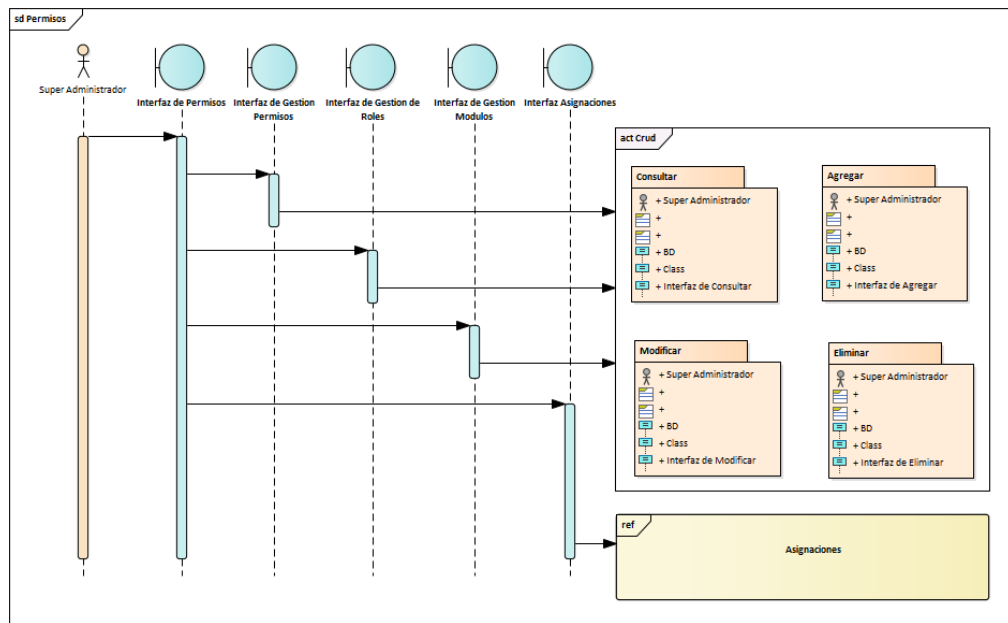 sd Permisos
Super Administrador
Interfaz de Permisos
Interfaz de Gestion
Permisos
Interfaz de Gestion de
Roles
Interfaz de Gestion
Modulos
Interfaz Asignaciones
act Crud
Consultar
+ Super Administrador
+
+
+ BD
+ Class
+ Interfaz de Consultar
Agregar
+ Super Administrador
+
+
+ BD
+ Class
+ Interfaz de Agregar
Modificar
+ Super Administrador
+
+
+ BD
+ Class
+ Interfaz de Modificar
Eliminar
+ Super Administrador
+
+
+ BD
+ Class
+ Interfaz de Eliminar
ref
Asignaciones